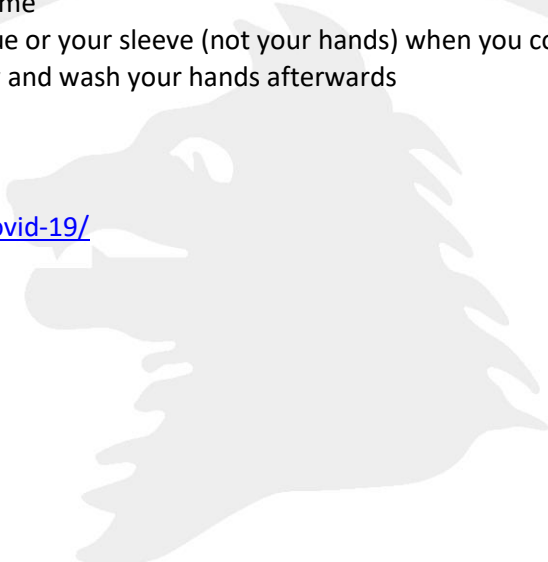 me
ue or your sleeve (not your hands) when you co
and wash your hands afterwards
ovid-19/